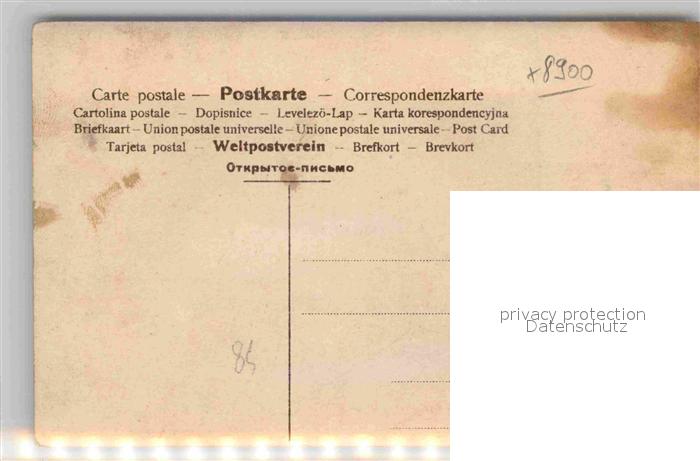 +8900
Carte postale — Postkarte — Correspondenzkarte
Cartolina postale – Dopisnice – Levelezö-Lap – Karta korespondencyjna
Briefkaart – Union postale universelle – Unione postale universale – Post Card
Tarjeta postal – Weltpostverein – Brefkort – Brevkort
Открытое-письмо
privacy protection
Datenschutz